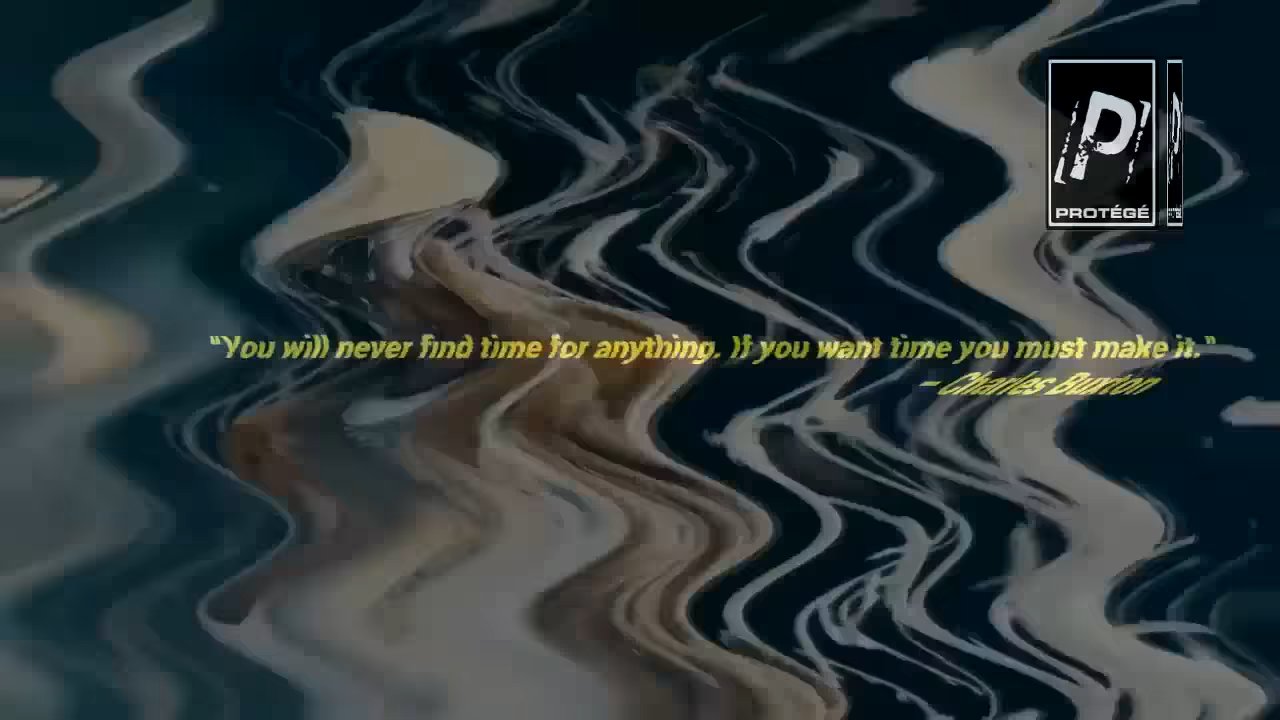 P
PROTÉGÉ
“You will never find time for anything. If you want time you must make it.”
– Charles Buxton